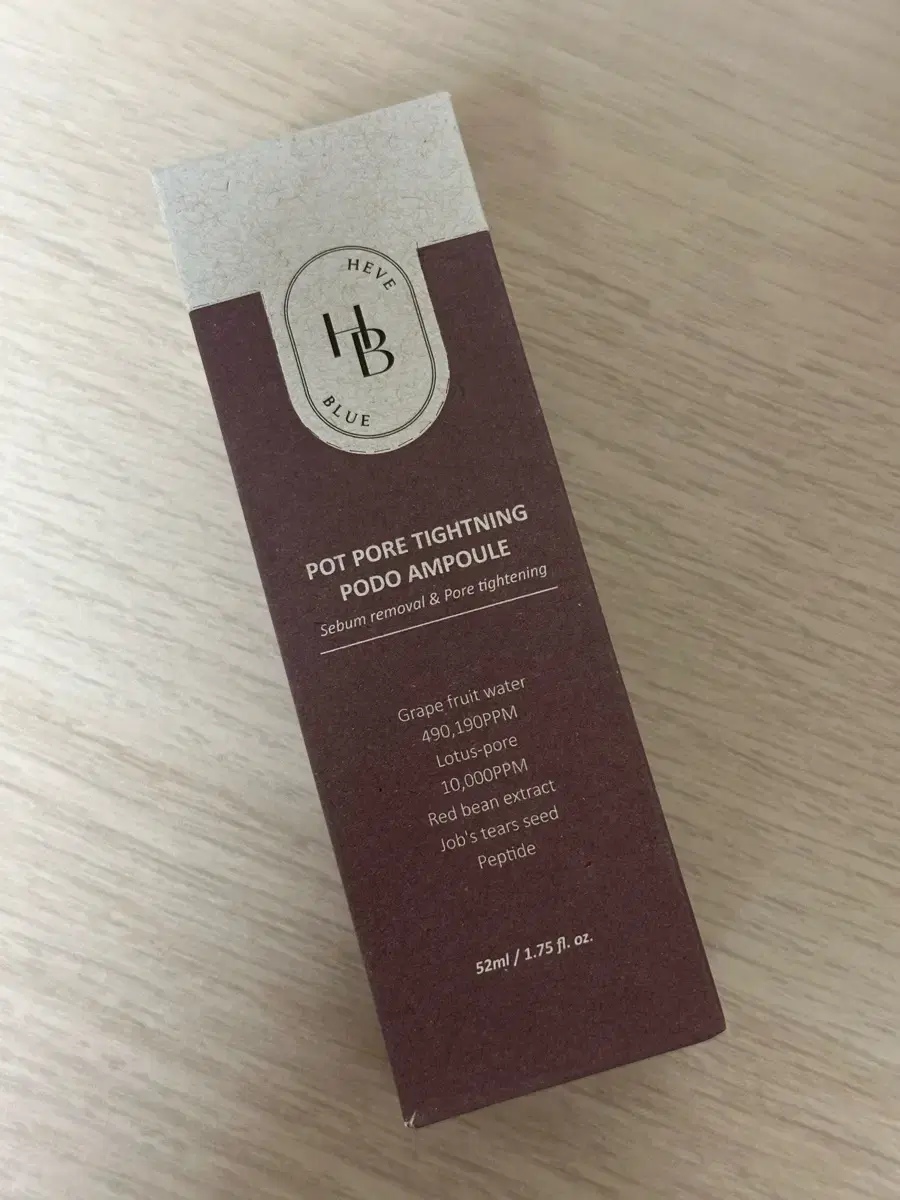 HEVE
HB
BLUE
POT PORE TIGHTNING
PODO AMPOULE
Sebum removal & Pore tightening
Grape fruit water
490,190PPM
Lotus-pore
10,000PPM
Red bean extract
Job's tears seed
Peptide
52ml / 1.75 fl. oz.